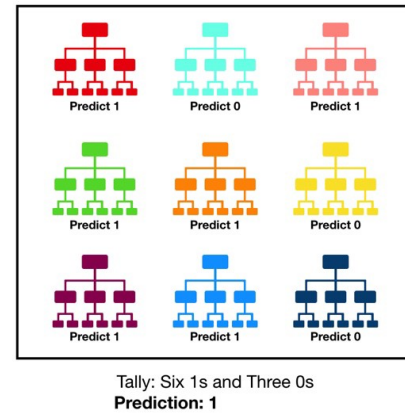 Predict 1 Predict 0 Predict 1
Predict 1 Predict 1 Predict 0
Predict 1 Predict 1 Predict 0
Tally: Six 1s and Three 0s
Prediction: 1